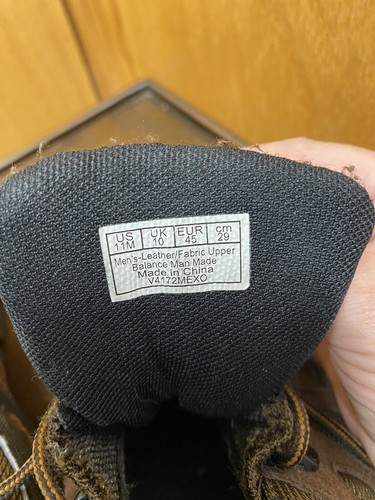 US UK EUR cm
11M 10 45 29
Men's-Leather/Fabric Upper
Balance Man Made
Made in China
V4172MEXO